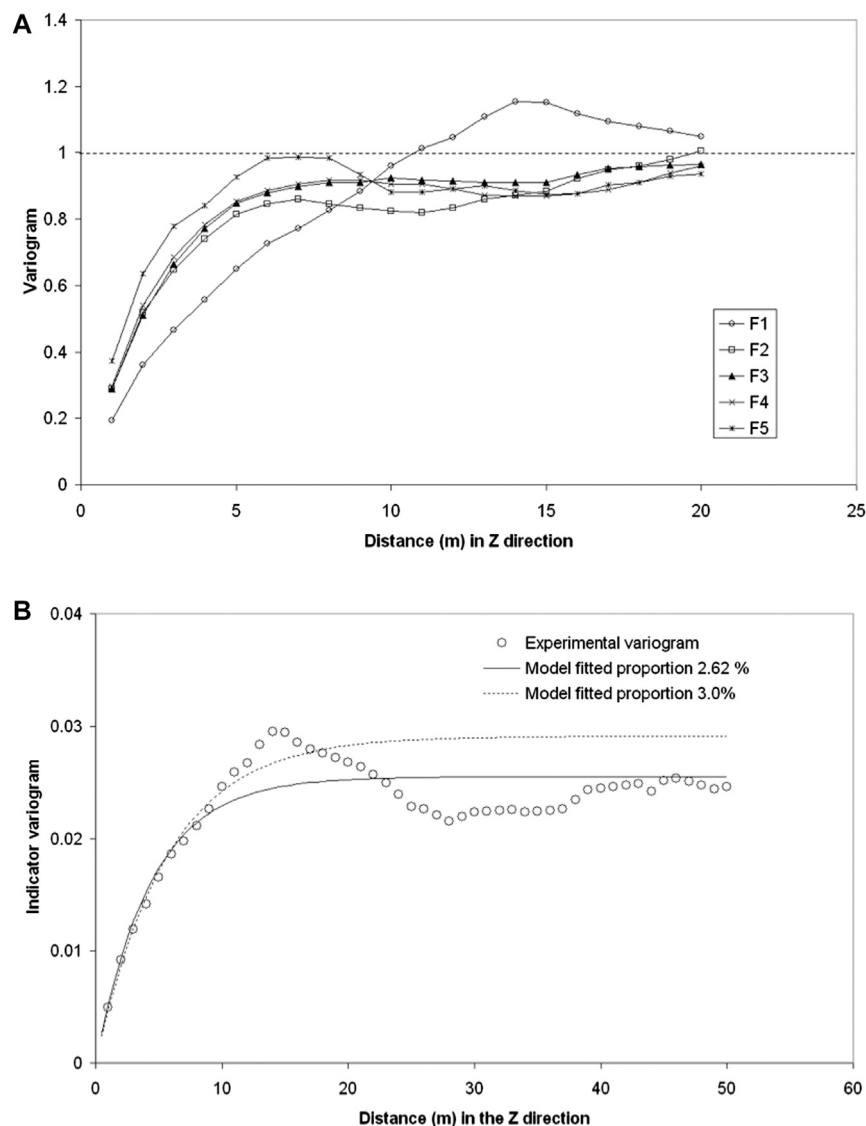 A
1.4
1.2
1
0.8
0.6
0.4
0.2
0
Variogram
F1
F2
F3
F4
F5
0 5 10 15 20 25
Distance (m) in Z direction
B
0.04
0.03
0.02
0.01
0
Indicator variogram
Experimental variogram
Model fitted proportion 2.62 %
Model fitted proportion 3.0%
0 10 20 30 40 50 60
Distance (m) in the Z direction